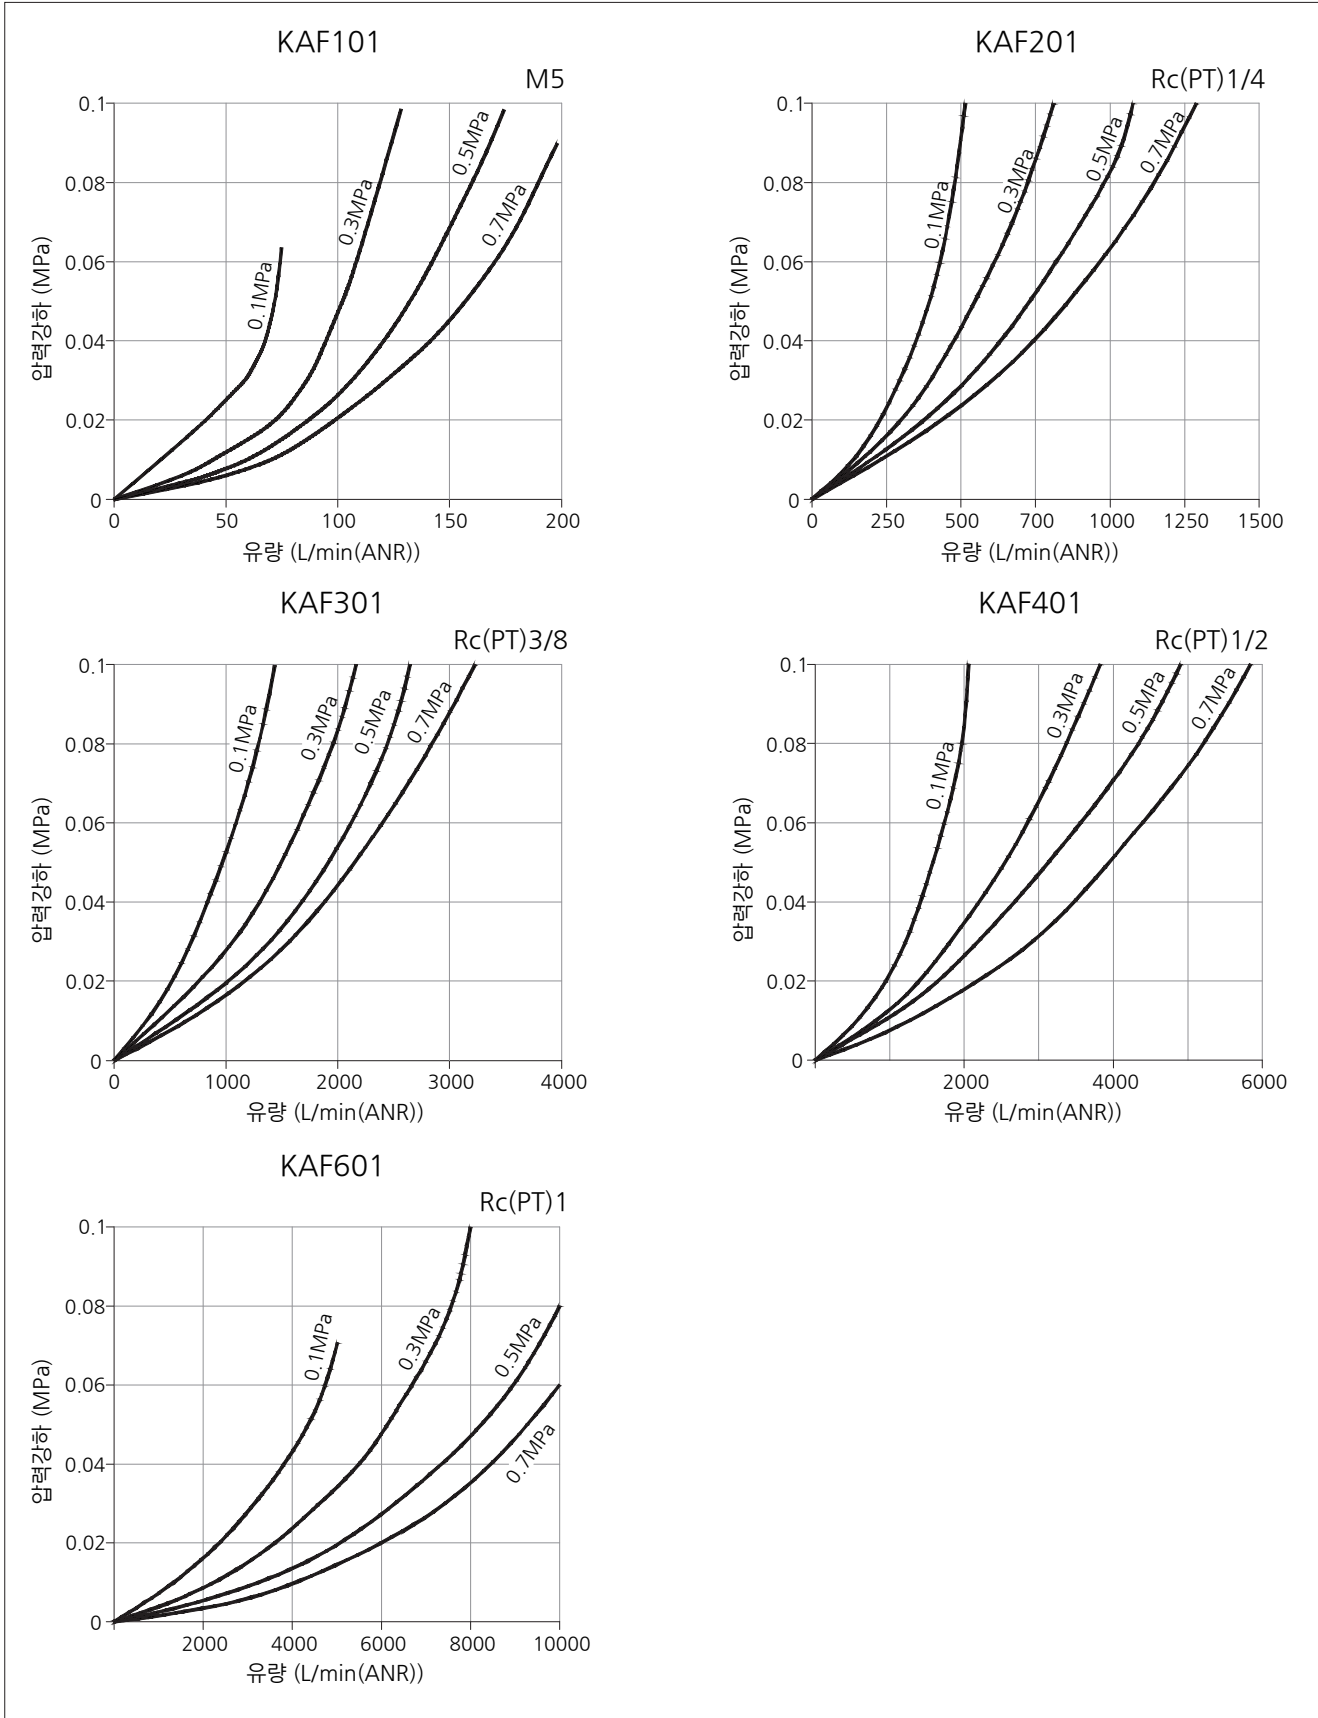 KAF101
M5
0.1
0.08
0.06
0.04
0.02
0
0.1MPa
0.3MPa
0.5MPa
0.7MPa
압력강하 (MPa)
0 50 100 150 200
유량 (L/min(ANR))
KAF201
Rc(PT)1/4
0.1
0.08
0.06
0.04
0.02
0
0.1MPa
0.3MPa
0.5MPa
0.7MPa
압력강하 (MPa)
0 250 500 750 1000 1250 1500
유량 (L/min(ANR))
KAF301
Rc(PT)3/8
0.1
0.08
0.06
0.04
0.02
0
0.1MPa
0.3MPa
0.5MPa
0.7MPa
압력강하 (MPa)
0 1000 2000 3000 4000
유량 (L/min(ANR))
KAF401
Rc(PT)1/2
0.1
0.08
0.06
0.04
0.02
0
0.1MPa
0.3MPa
0.5MPa
0.7MPa
압력강하 (MPa)
2000 4000 6000
유량 (L/min(ANR))
KAF601
Rc(PT)1
0.1
0.08
0.06
0.04
0.02
0
0.1MPa
0.3MPa
0.5MPa
0.7MPa
압력강하 (MPa)
2000 4000 6000 8000 10000
유량 (L/min(ANR))